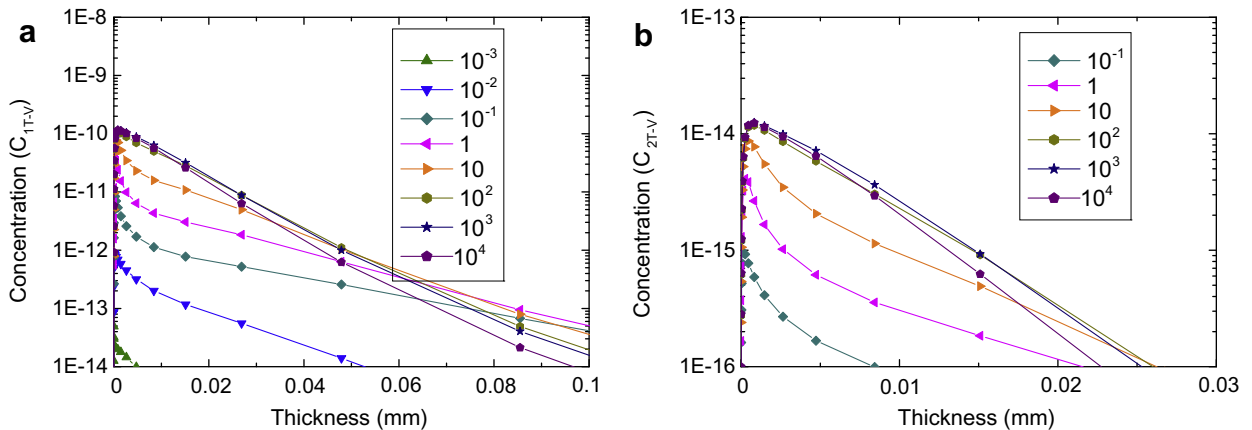 a
1E-8
1E-9
1E-10
1E-11
1E-12
1E-13
1E-14
Concentration (C₁T-V)
10⁻³
10⁻²
10⁻¹
1
10
10²
10³
10⁴
0 0.02 0.04 0.06 0.08 0.1
Thickness (mm)
b
1E-13
1E-14
1E-15
1E-16
Concentration (C₂T-V)
10⁻¹
1
10
10²
10³
10⁴
0 0.01 0.02 0.03
Thickness (mm)